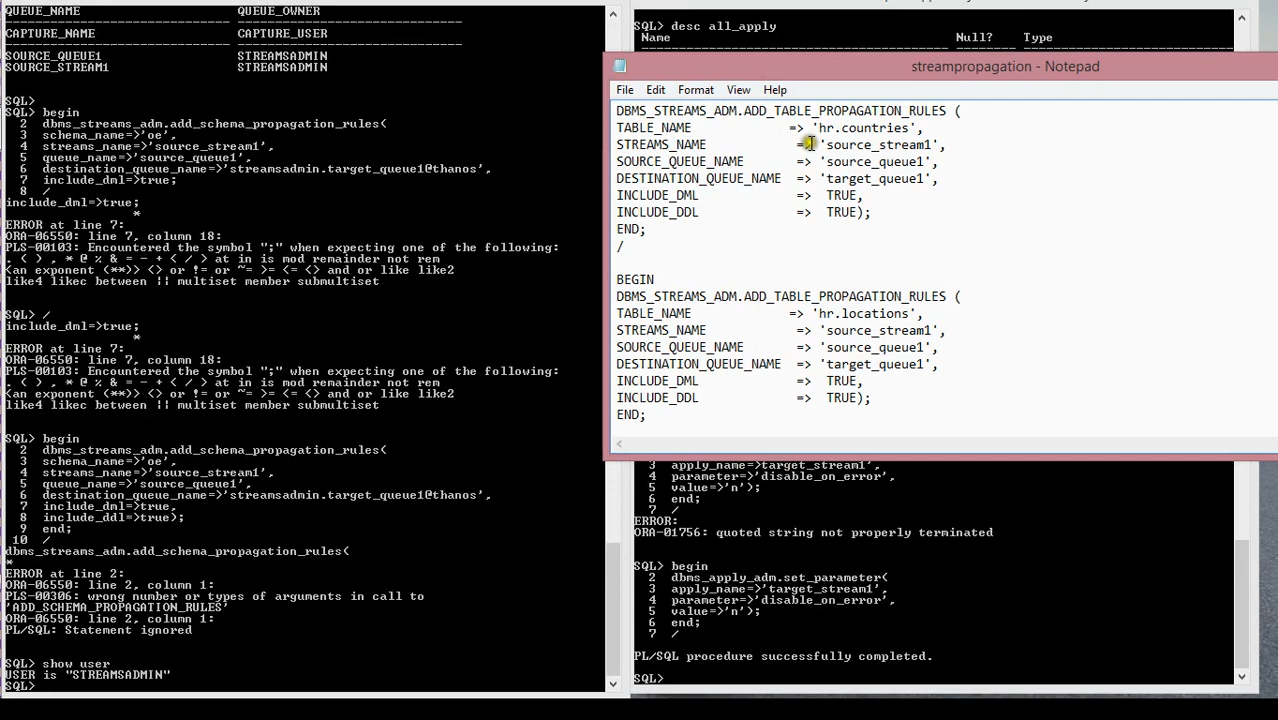 QUEUE_NAME QUEUE_OWNER
CAPTURE_NAME CAPTURE_USER
SOURCE_QUEUE1 STREAMSADMIN
SOURCE_STREAM1 STREAMSADMIN
SQL>
SQL> begin
2 dbms_streams_adm.add_schema_propagation_rules(
3 schema_name=>'oe',
4 streams_name=>'source_stream1',
5 queue_name=>'source_queue1',
6 destination_queue_name=>'streamsadmin.target_queue1@thanos',
7 include_dml=>true;
8 /
include_dml=>true;
*
ERROR at line 7:
ORA-06550: line 7, column 18:
PLS-00103: Encountered the symbol ";" when expecting one of the following:
. ( ) , * @ % & = - + < / > at in is mod remainder not rem
<an exponent (**)> <> or != or ~= >= <= <> and or like like2
like4 likec between || multiset member submultiset
SQL> /
include_dml=>true;
*
ERROR at line 7:
ORA-06550: line 7, column 18:
PLS-00103: Encountered the symbol ";" when expecting one of the following:
. ( ) , * @ % & = - + < / > at in is mod remainder not rem
<an exponent (**)> <> or != or ~= >= <= <> and or like like2
like4 likec between || multiset member submultiset
SQL> begin
2 dbms_streams_adm.add_schema_propagation_rules(
3 schema_name=>'oe',
4 streams_name=>'source_stream1',
5 queue_name=>'source_queue1',
6 destination_queue_name=>'streamsadmin.target_queue1@thanos',
7 include_dml=>true,
8 include_ddl=>true);
9 end;
10 /
dbms_streams_adm.add_schema_propagation_rules(
*
ERROR at line 2:
ORA-06550: line 2, column 1:
PLS-00306: wrong number or types of arguments in call to
'ADD_SCHEMA_PROPAGATION_RULES'
ORA-06550: line 2, column 1:
PL/SQL: Statement ignored
SQL> show user
USER is "STREAMSADMIN"
SQL>
SQL> desc all_apply
Name Null? Type
streampropagation - Notepad
File Edit Format View Help
DBMS_STREAMS_ADM.ADD_TABLE_PROPAGATION_RULES (
TABLE_NAME => 'hr.countries',
STREAMS_NAME => 'source_stream1',
SOURCE_QUEUE_NAME => 'source_queue1',
DESTINATION_QUEUE_NAME => 'target_queue1',
INCLUDE_DML => TRUE,
INCLUDE_DDL => TRUE);
END;
/
BEGIN
DBMS_STREAMS_ADM.ADD_TABLE_PROPAGATION_RULES (
TABLE_NAME => 'hr.locations',
STREAMS_NAME => 'source_stream1',
SOURCE_QUEUE_NAME => 'source_queue1',
DESTINATION_QUEUE_NAME => 'target_queue1',
INCLUDE_DML => TRUE,
INCLUDE_DDL => TRUE);
END;
3 apply_name=>target_stream1',
4 parameter=>'disable_on_error',
5 value=>'n');
6 end;
7 /
ERROR:
ORA-01756: quoted string not properly terminated
SQL> begin
2 dbms_apply_adm.set_parameter(
3 apply_name=>'target_stream1',
4 parameter=>'disable_on_error',
5 value=>'n');
6 end;
7 /
PL/SQL procedure successfully completed.
SQL>